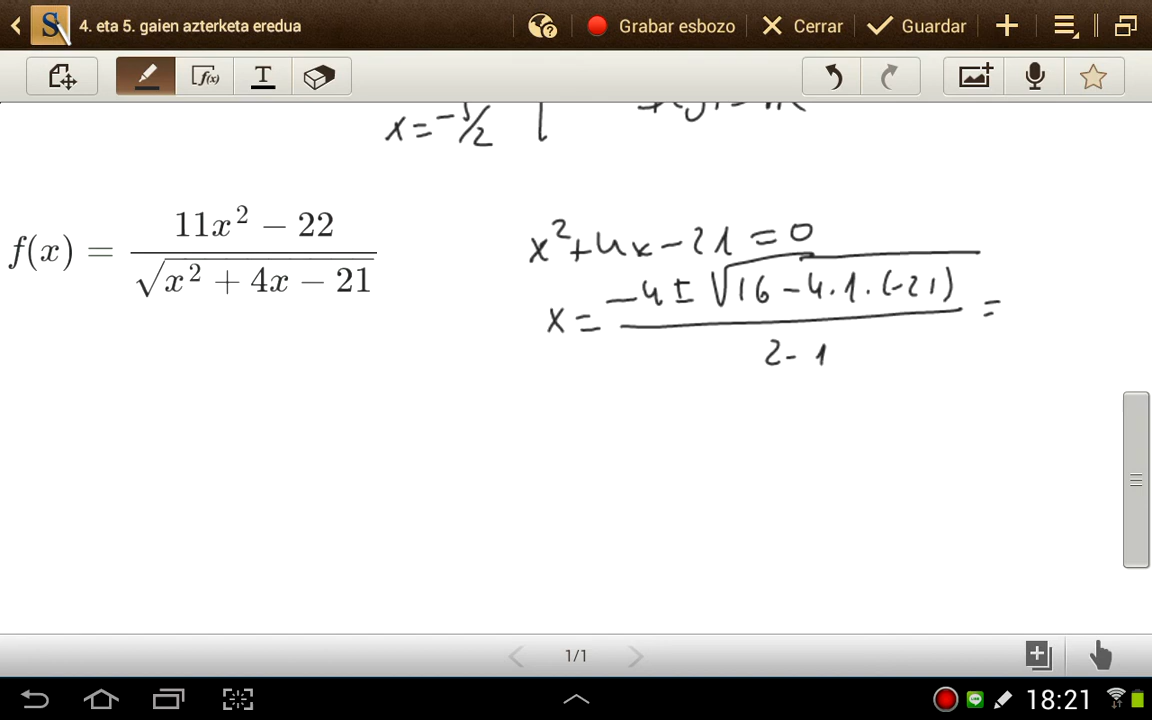 4. eta 5. gaien azterketa eredua
Grabar esbozo
Cerrar
Guardar
f(x)
T
x = -5/2
f(x) = (11x² − 22) / √(x² + 4x − 21)
x² + 4x − 21 = 0
x = (−4 ± √(16 − 4·1·(−21))) / (2·1) =
1/1
18:21